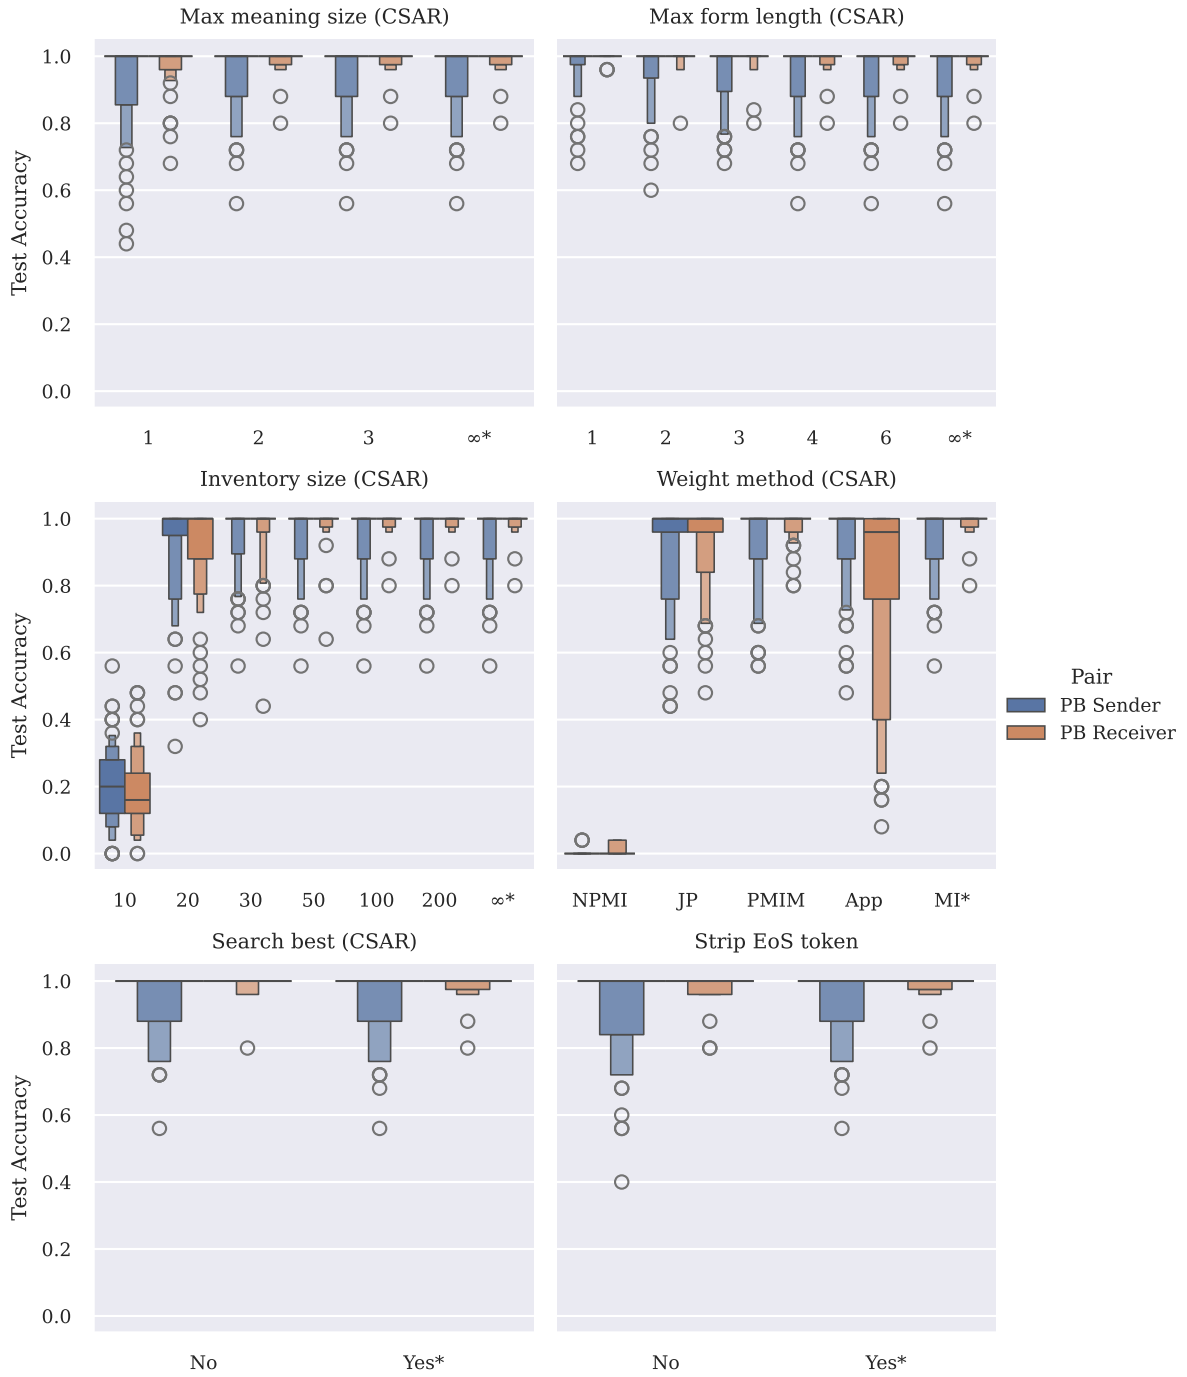 Max meaning size (CSAR)
Max form length (CSAR)
Test Accuracy
1.0
0.8
0.6
0.4
0.2
0.0
1 2 3 ∞*
1 2 3 4 6 ∞*
Inventory size (CSAR)
Weight method (CSAR)
Test Accuracy
1.0
0.8
0.6
0.4
0.2
0.0
10 20 30 50 100 200 ∞*
NPMI JP PMIM App MI*
Pair
PB Sender
PB Receiver
Search best (CSAR)
Strip EoS token
Test Accuracy
1.0
0.8
0.6
0.4
0.2
0.0
No Yes*
No Yes*